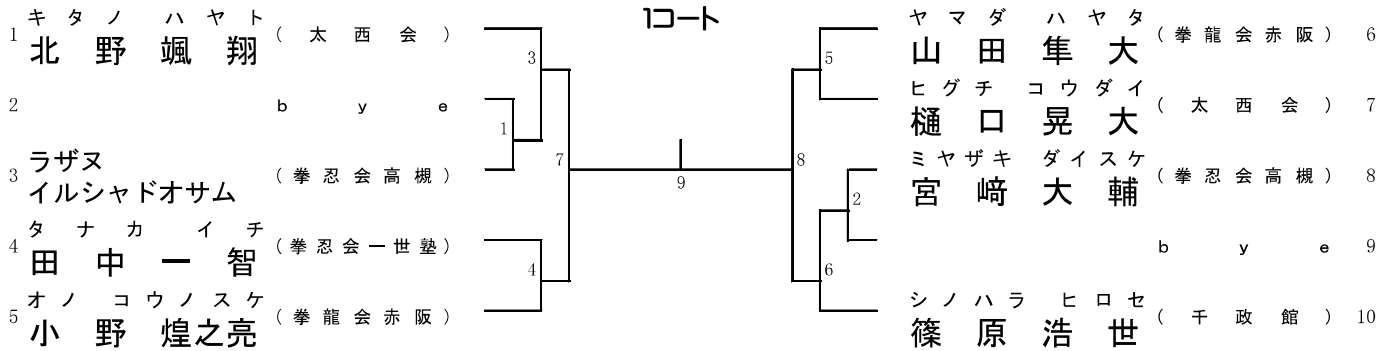 1コート
キタノ ハヤト
1 北野 颯翔 (太西会)
2 bye
ラザヌ
3 イルシャドオサム (拳忍会高槻)
タナカ イチ
4 田中 一智 (拳忍会一世塾)
オノ コウノスケ
5 小野 煌之亮 (拳龍会赤阪)
3
1
7
4
9
5
8
2
6
ヤマダ ハヤタ
山田 隼大 (拳龍会赤阪) 6
ヒグチ コウダイ
樋口 晃大 (太西会) 7
ミヤザキ ダイスケ
宮﨑 大輔 (拳忍会高槻) 8
bye 9
シノハラ ヒロセ
篠原 浩世 (千政館) 10